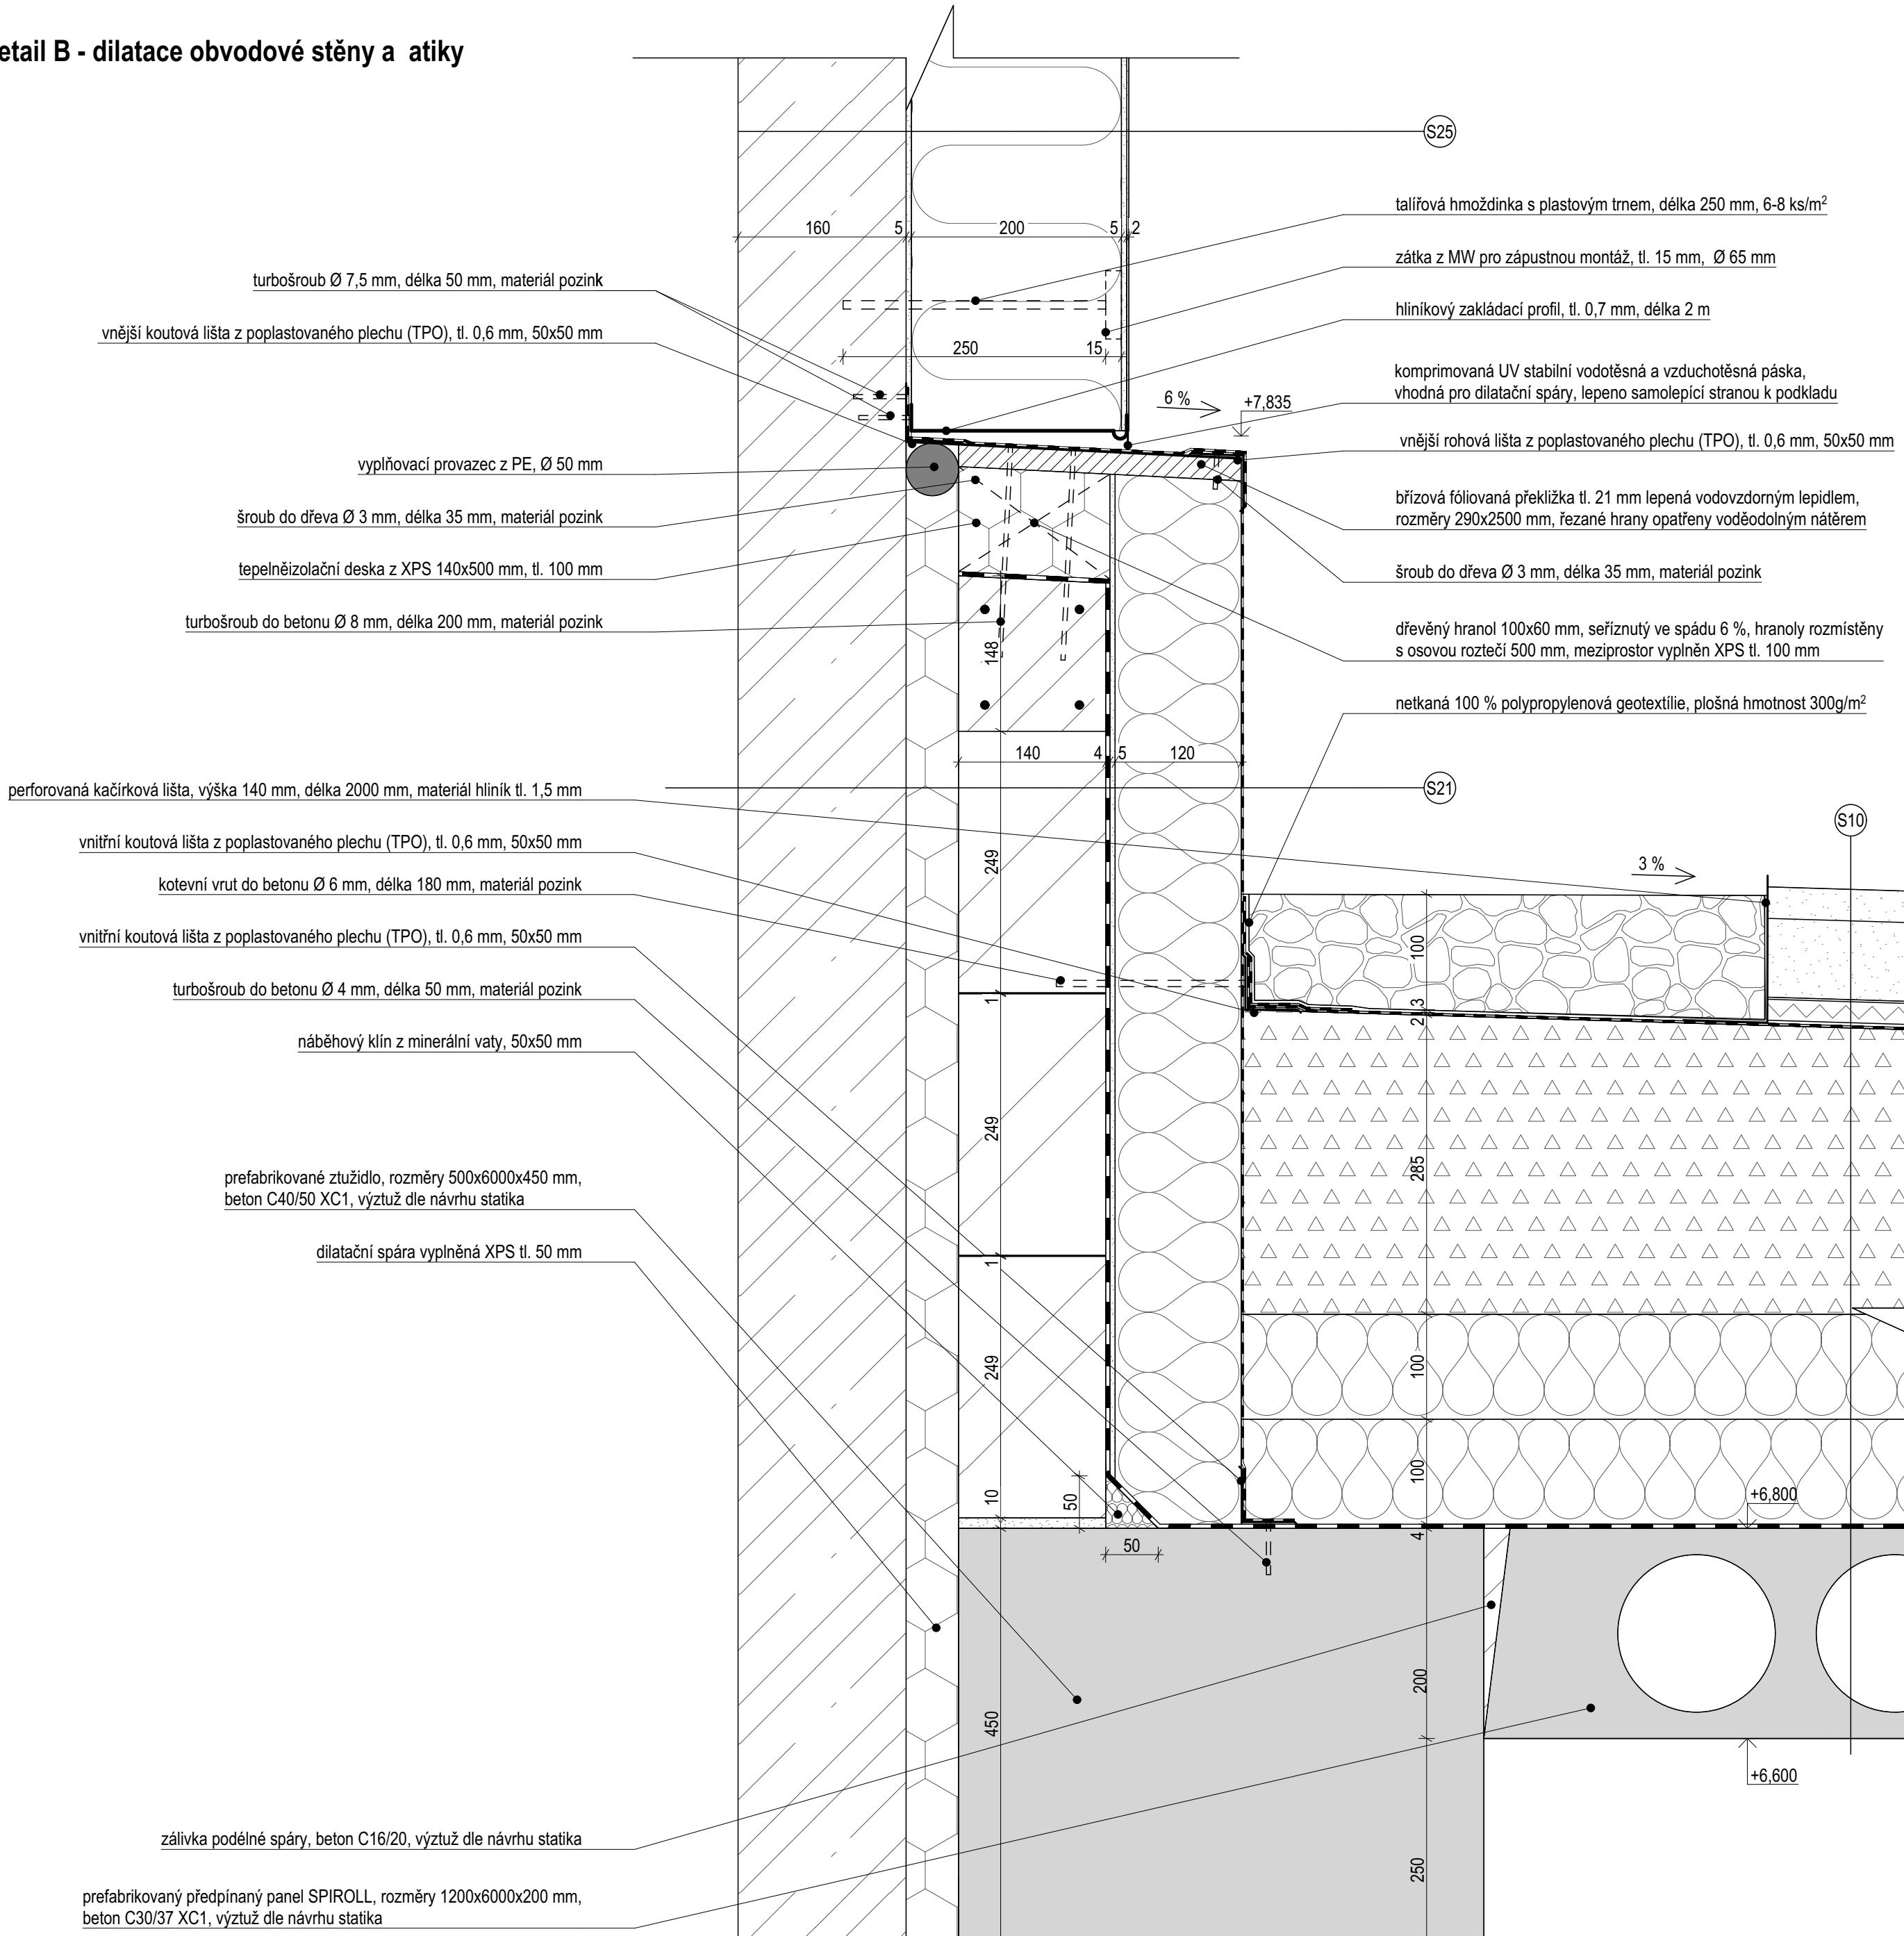 etail B - dilatace obvodové stěny a atiky
S25
160
5
200
5
2
talířová hmoždinka s plastovým trnem, délka 250 mm, 6-8 ks/m²
zátka z MW pro zápustnou montáž, tl. 15 mm, Ø 65 mm
hliníkový zakládací profil, tl. 0,7 mm, délka 2 m
250
15
komprimovaná UV stabilní vodotěsná a vzduchotěsná páska,
vhodná pro dilatační spáry, lepeno samolepící stranou k podkladu
6 %
+7,835
vnější rohová lišta z poplastovaného plechu (TPO), tl. 0,6 mm, 50x50 mm
břízová fóliovaná překližka tl. 21 mm lepená vodovzdorným lepidlem,
rozměry 290x2500 mm, řezané hrany opatřeny voděodolným nátěrem
šroub do dřeva Ø 3 mm, délka 35 mm, materiál pozink
dřevěný hranol 100x60 mm, seříznutý ve spádu 6 %, hranoly rozmístěny
s osovou roztečí 500 mm, meziprostor vyplněn XPS tl. 100 mm
netkaná 100 % polypropylenová geotextílie, plošná hmotnost 300g/m²
turbošroub Ø 7,5 mm, délka 50 mm, materiál pozink
vnější koutová lišta z poplastovaného plechu (TPO), tl. 0,6 mm, 50x50 mm
vyplňovací provazec z PE, Ø 50 mm
šroub do dřeva Ø 3 mm, délka 35 mm, materiál pozink
tepelněizolační deska z XPS 140x500 mm, tl. 100 mm
turbošroub do betonu Ø 8 mm, délka 200 mm, materiál pozink
148
140
4
5
120
S21
S10
perforovaná kačírková lišta, výška 140 mm, délka 2000 mm, materiál hliník tl. 1,5 mm
vnitřní koutová lišta z poplastovaného plechu (TPO), tl. 0,6 mm, 50x50 mm
kotevní vrut do betonu Ø 6 mm, délka 180 mm, materiál pozink
vnitřní koutová lišta z poplastovaného plechu (TPO), tl. 0,6 mm, 50x50 mm
turbošroub do betonu Ø 4 mm, délka 50 mm, materiál pozink
náběhový klín z minerální vaty, 50x50 mm
prefabrikované ztužidlo, rozměry 500x6000x450 mm,
beton C40/50 XC1, výztuž dle návrhu statika
dilatační spára vyplněná XPS tl. 50 mm
249
1
249
1
249
10
450
3 %
100
3
2
285
100
100
4
200
250
50
50
+6,800
+6,600
zálivka podélné spáry, beton C16/20, výztuž dle návrhu statika
prefabrikovaný předpínaný panel SPIROLL, rozměry 1200x6000x200 mm,
beton C30/37 XC1, výztuž dle návrhu statika